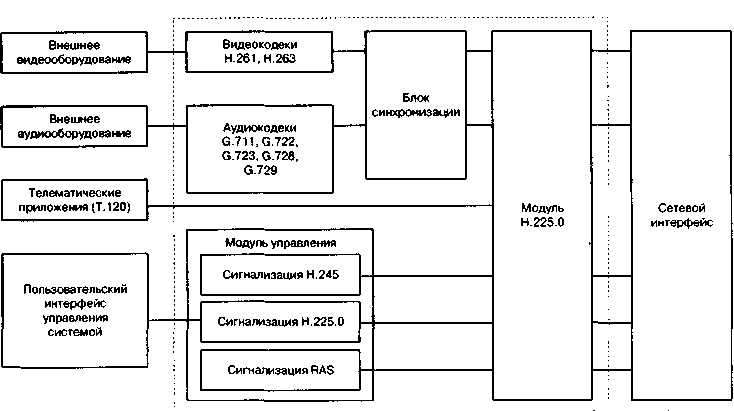 Внешнее
видеооборудование
Видеокодеки
H.261, H.263
Блок
синхронизации
Внешнее
аудиооборудование
Аудиокодеки
G.711, G.722,
G.723, G.728,
G.729
Телематические
приложения (T.120)
Модуль
H.225.0
Сетевой
интерфейс
Модуль управления
Сигнализация H.245
Пользовательский
интерфейс
управления
системой
Сигнализация H.225.0
Сигнализация RAS